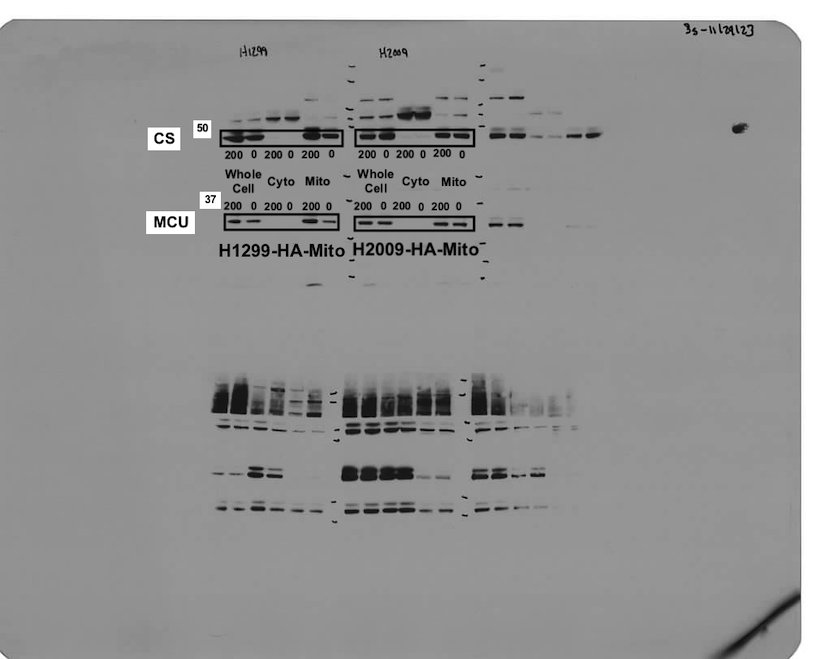 3s-11/29/23
H1299 H2009
50
CS
200 0 200 0 200 0 200 0 200 0 200 0
Whole Cell Cyto Mito Whole Cell Cyto Mito
37
200 0 200 0 200 0 200 0 200 0 200 0
MCU
H1299-HA-Mito H2009-HA-Mito